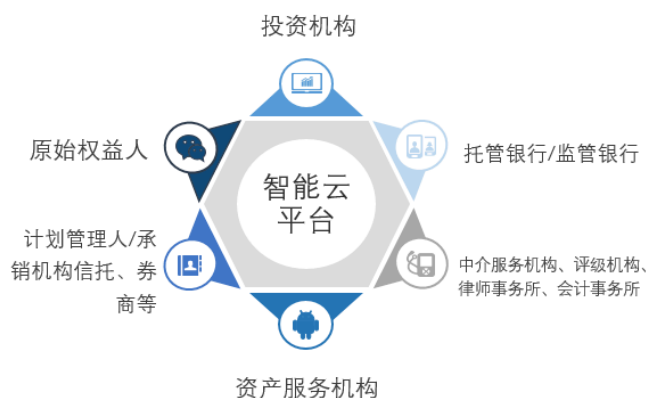 投资机构
原始权益人
托管银行/监管银行
智能云
平台
计划管理人/承
销机构信托、券
商等
中介服务机构、评级机构、
律师事务所、会计事务所
资产服务机构